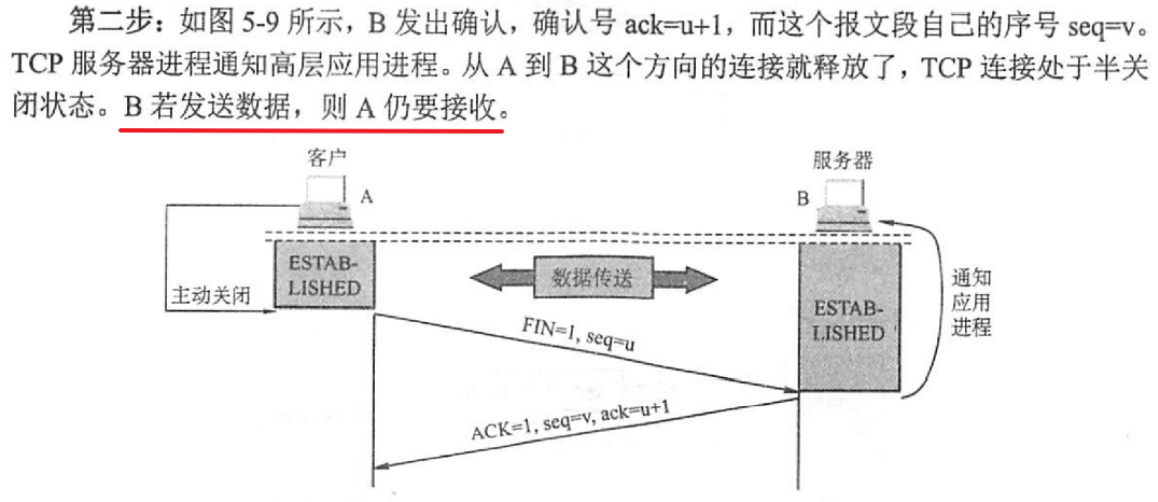 第二步：如图 5-9 所示，B 发出确认，确认号 ack=u+1，而这个报文段自己的序号 seq=v。
TCP 服务器进程通知高层应用进程。从 A 到 B 这个方向的连接就释放了，TCP 连接处于半关
闭状态。B 若发送数据，则 A 仍要接收。
客户
服务器
A
B
ESTAB-
LISHED
数据传送
主动关闭
ESTAB-
LISHED
通知
应用
进程
FIN=1, seq=u
ACK=1, seq=v, ack=u+1